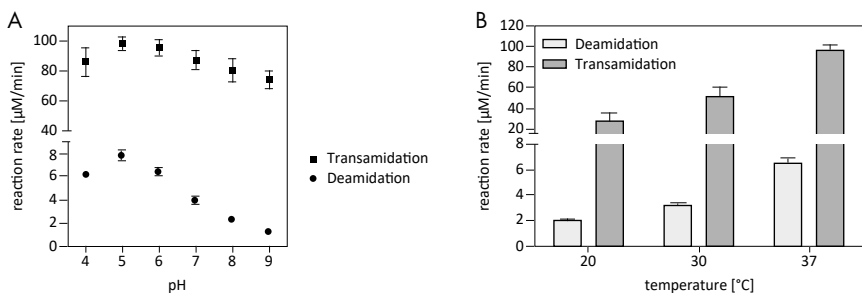 A
reaction rate [µM/min]
100
80
60
40
8
6
4
2
0
4 5 6 7 8 9
pH
Transamidation
Deamidation
B
reaction rate [µM/min]
120
100
80
60
40
20
8
6
4
2
0
Deamidation
Transamidation
20 30 37
temperature [°C]